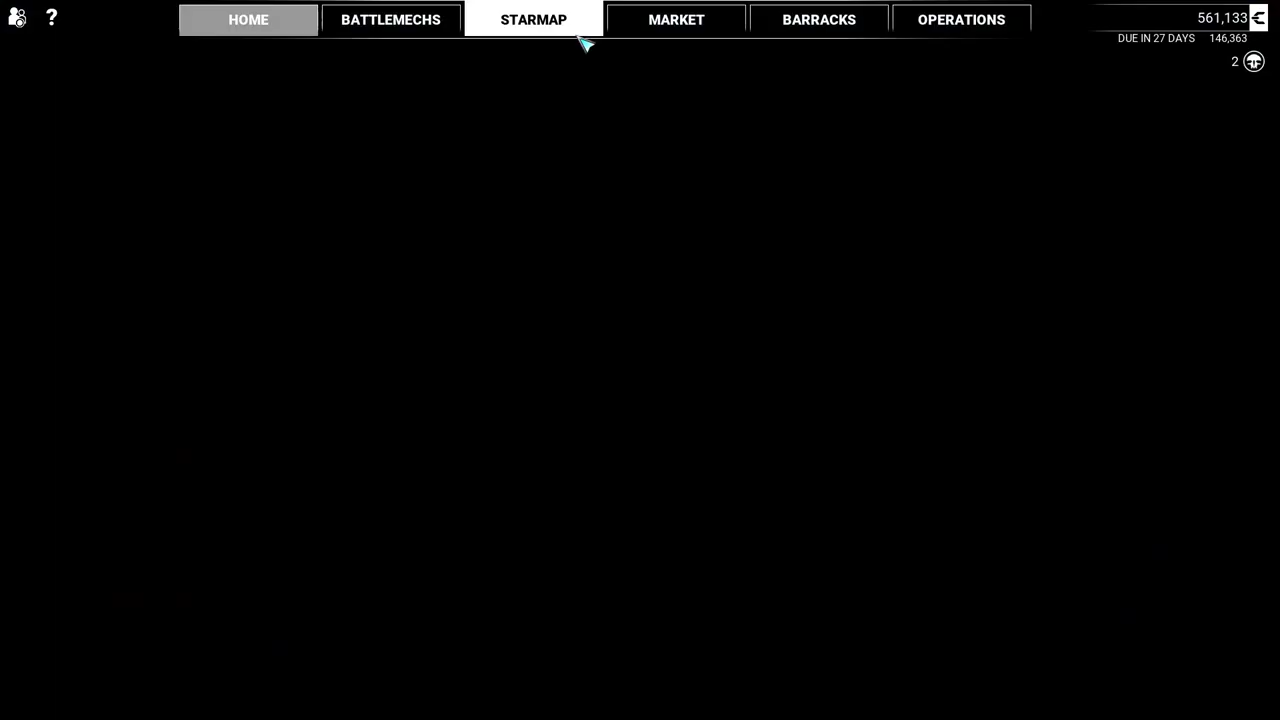 ?
HOME
BATTLEMECHS
STARMAP
MARKET
BARRACKS
OPERATIONS
561,133
DUE IN 27 DAYS 146,363
2